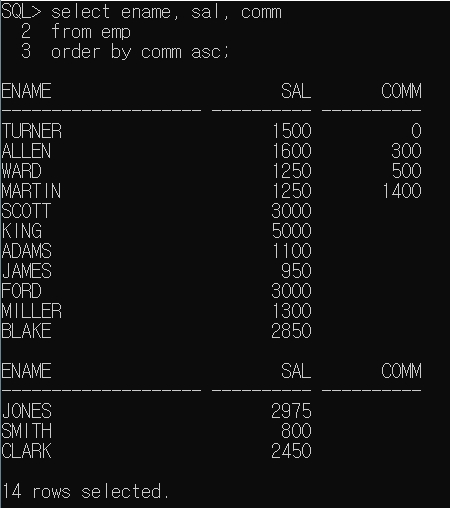 SQL> select ename, sal, comm
  2  from emp
  3  order by comm asc;
ENAME                       SAL       COMM
-------------------- ---------- ----------
TURNER                     1500          0
ALLEN                      1600        300
WARD                       1250        500
MARTIN                     1250       1400
SCOTT                      3000
KING                       5000
ADAMS                      1100
JAMES                       950
FORD                       3000
MILLER                     1300
BLAKE                      2850
ENAME                       SAL       COMM
-------------------- ---------- ----------
JONES                      2975
SMITH                       800
CLARK                      2450
14 rows selected.